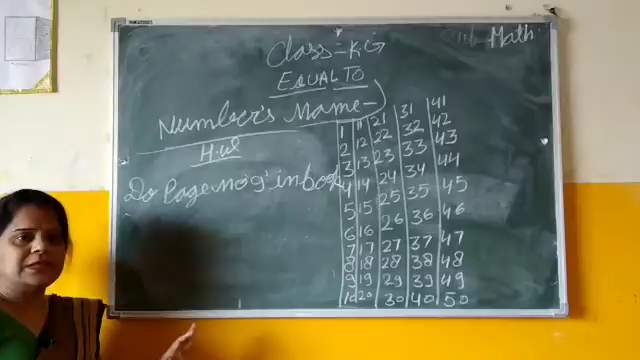 Class - KG
Sub - Math
EQUAL TO
Number's Name -
H.W
Do Page no 9' in book
1 11 21 31 41
2 12 22 32 42
3 13 23 33 43
4 14 24 34 44
5 15 25 35 45
6 16 26 36 46
7 17 27 37 47
8 18 28 38 48
9 19 29 39 49
10 20 30 40 50